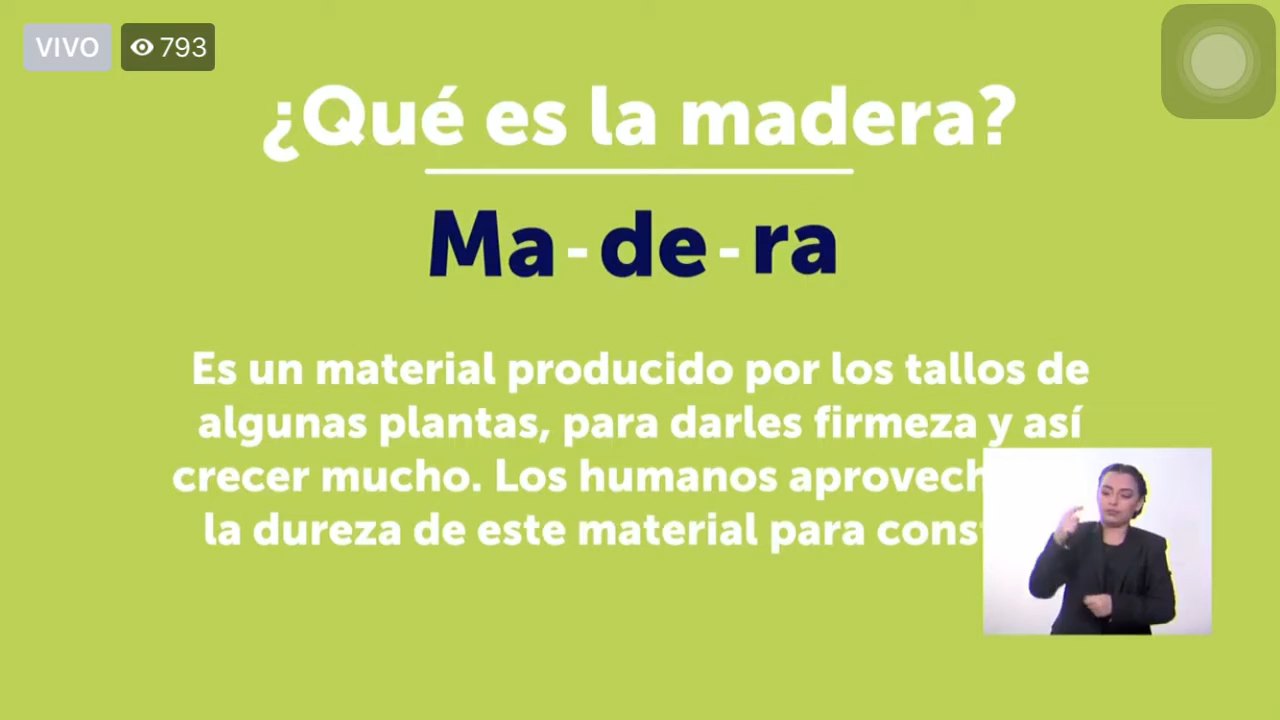 VIVO 793
¿Qué es la madera?
Ma-de-ra
Es un material producido por los tallos de
algunas plantas, para darles firmeza y así
crecer mucho. Los humanos
la dureza de este material para